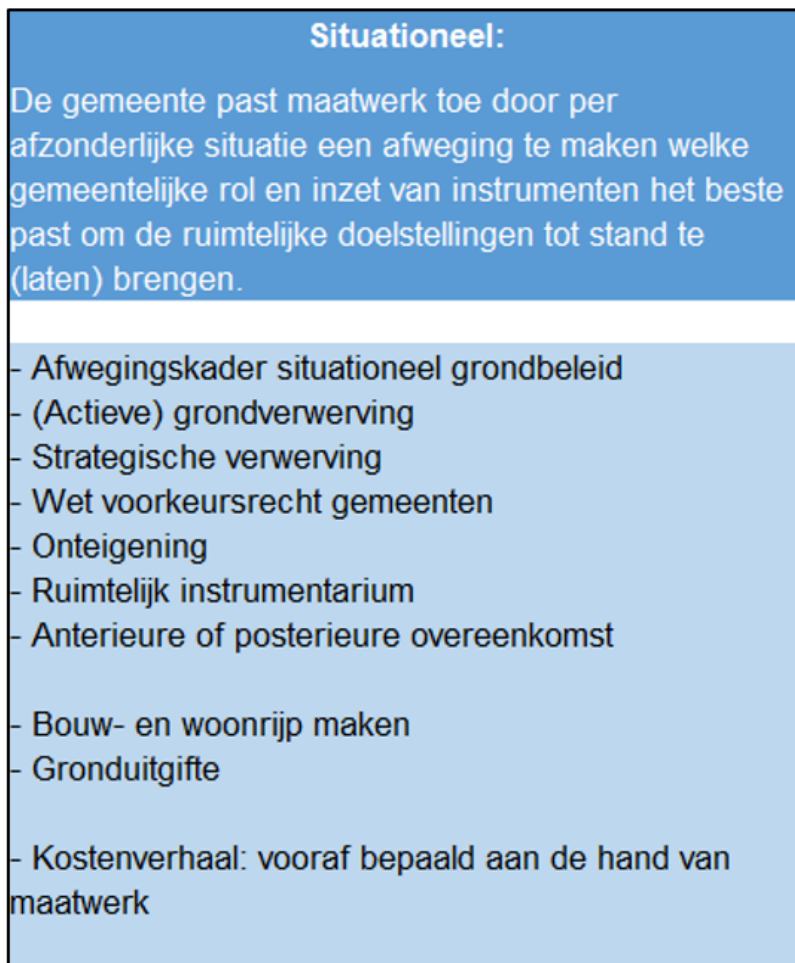 Situationeel:
De gemeente past maatwerk toe door per
afzonderlijke situatie een afweging te maken welke
gemeentelijke rol en inzet van instrumenten het beste
past om de ruimtelijke doelstellingen tot stand te
(laten) brengen.
- Afwegingskader situationeel grondbeleid
- (Actieve) grondverwerving
- Strategische verwerving
- Wet voorkeursrecht gemeenten
- Onteigening
- Ruimtelijk instrumentarium
- Anterieure of posterieure overeenkomst
- Bouw- en woonrijp maken
- Gronduitgifte
- Kostenverhaal: vooraf bepaald aan de hand van
maatwerk